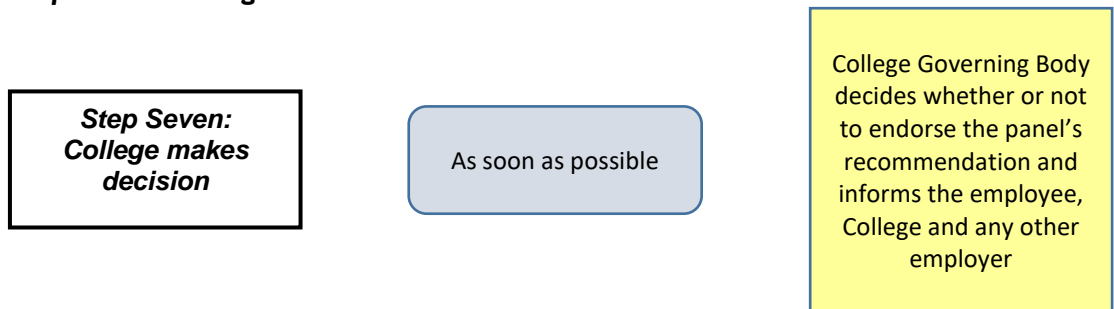 Step Seven:
College makes
decision
As soon as possible
College Governing Body
decides whether or not
to endorse the panel’s
recommendation and
informs the employee,
College and any other
employer